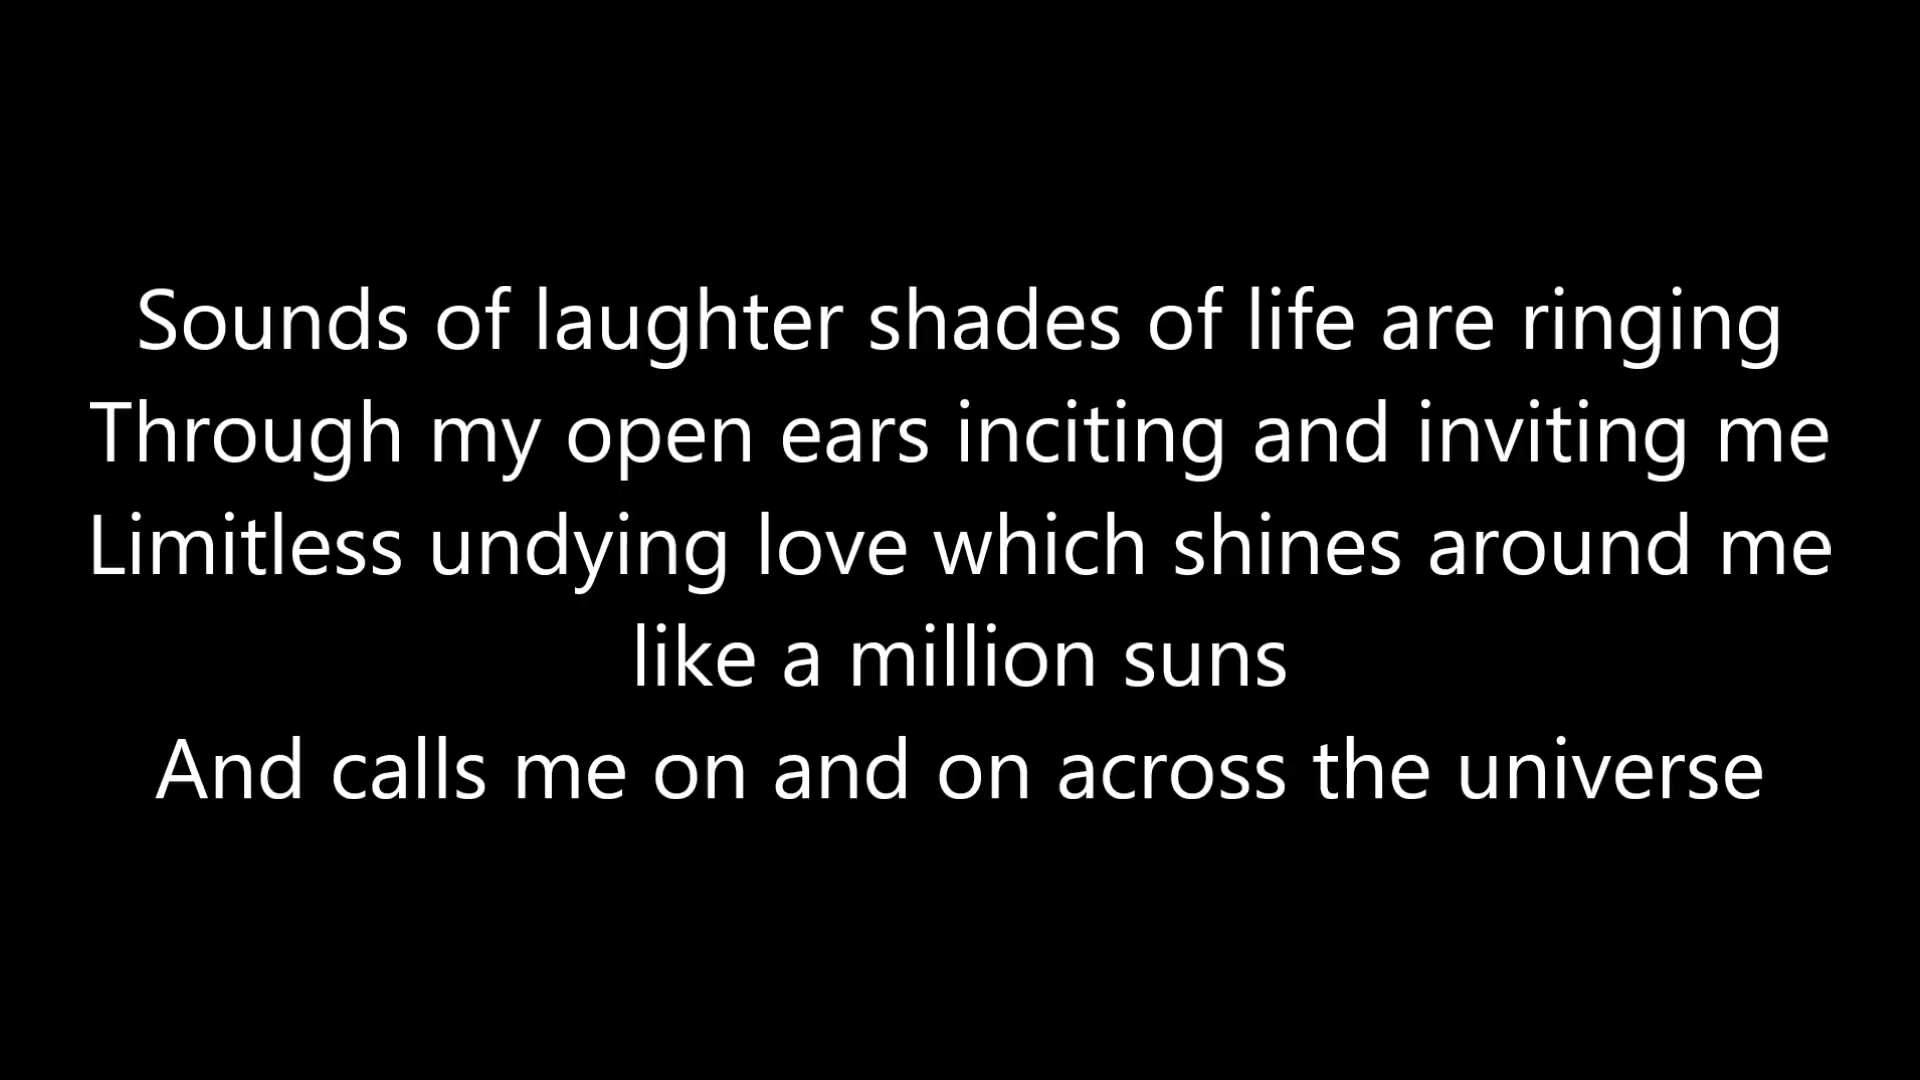 Sounds of laughter shades of life are ringing
Through my open ears inciting and inviting me
Limitless undying love which shines around me
like a million suns
And calls me on and on across the universe